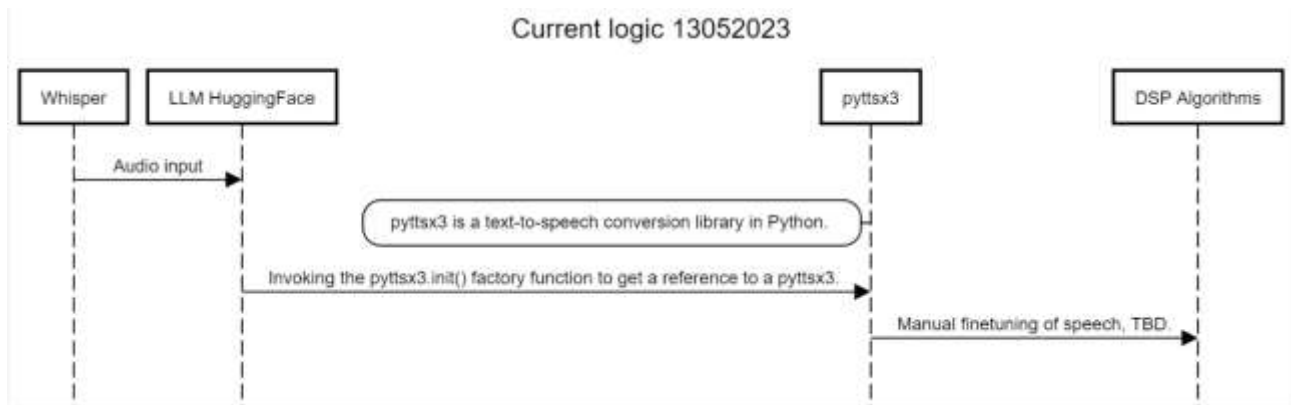 Current logic 13052023
Whisper
LLM HuggingFace
pyttsx3
DSP Algorithms
Audio input
pyttsx3 is a text-to-speech conversion library in Python.
Invoking the pyttsx3.init() factory function to get a reference to a pyttsx3.
Manual finetuning of speech, TBD.